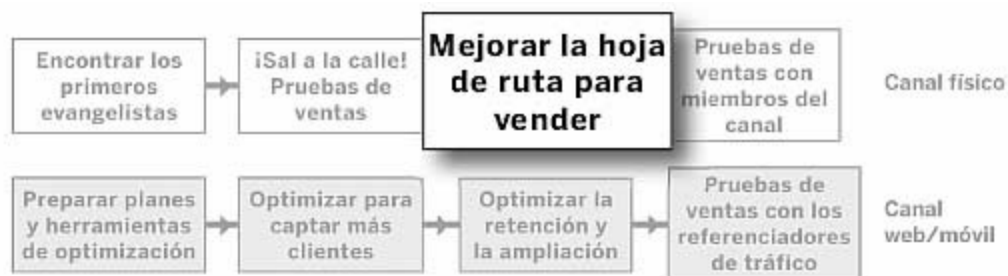 Encontrar los
primeros
evangelistas
¡Sal a la calle!
Pruebas de
ventas
Mejorar la hoja
de ruta para
vender
Pruebas de
ventas con
miembros del
canal
Canal físico
Preparar planes
y herramientas
de optimización
Optimizar para
captar más
clientes
Optimizar la
retención y
la ampliación
Pruebas de
ventas con los
referenciadores
de tráfico
Canal
web/móvil